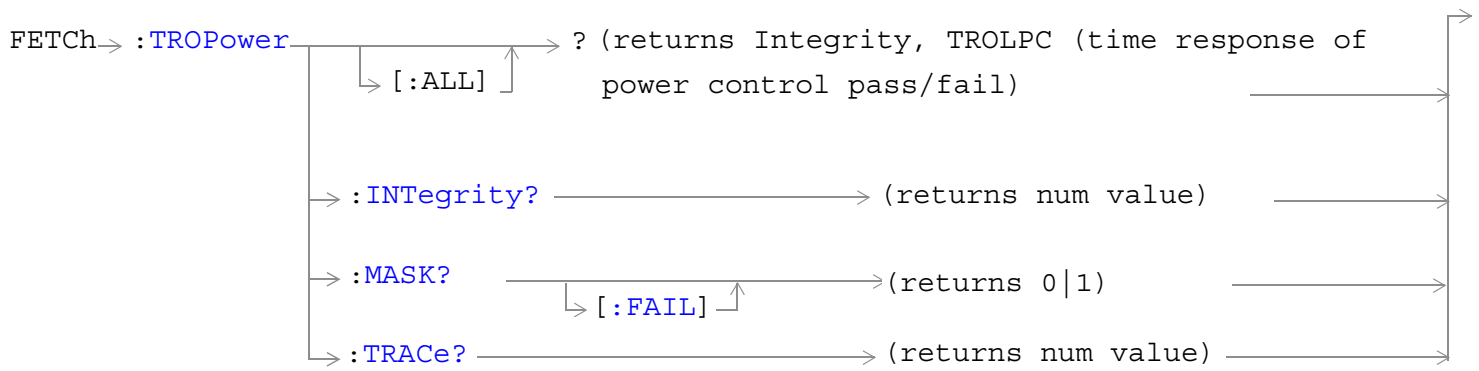 FETCh :TROPower ? (returns Integrity, TROLPC (time response of
[:ALL] power control pass/fail)
:INTegrity? (returns num value)
:MASK? (returns 0|1)
[:FAIL]
:TRACe? (returns num value)